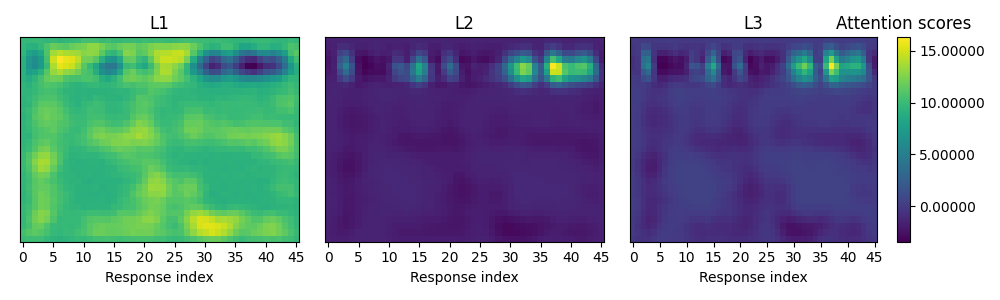 L1
L2
L3
Attention scores
15.00000
10.00000
5.00000
0.00000
0 5 10 15 20 25 30 35 40 45
0 5 10 15 20 25 30 35 40 45
0 5 10 15 20 25 30 35 40 45
Response index
Response index
Response index